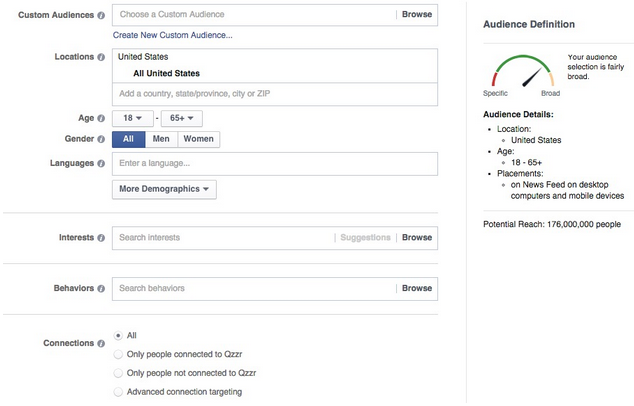 Custom Audiences
Choose a Custom Audience
Browse
Create New Custom Audience...
Locations
United States
All United States
Add a country, state/province, city or ZIP
Age
18 - 65+
Gender
All Men Women
Languages
Enter a language...
More Demographics
Interests
Search interests
Suggestions
Browse
Behaviors
Search behaviors
Browse
Connections
All
Only people connected to Qzzr
Only people not connected to Qzzr
Advanced connection targeting
Audience Definition
Specific
Broad
Your audience
selection is fairly
broad.
Audience Details:
Location:
United States
Age:
18 - 65+
Placements:
on News Feed on desktop
computers and mobile devices
Potential Reach: 176,000,000 people